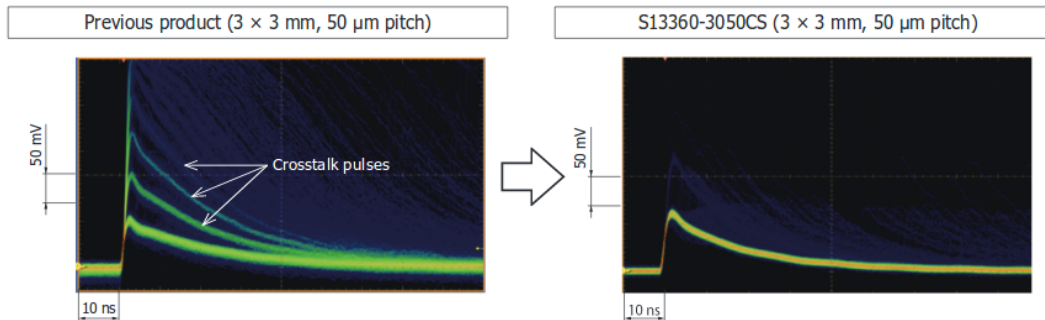 Previous product (3 × 3 mm, 50 µm pitch)
S13360-3050CS (3 × 3 mm, 50 µm pitch)
50 mV
Crosstalk pulses
10 ns
50 mV
10 ns